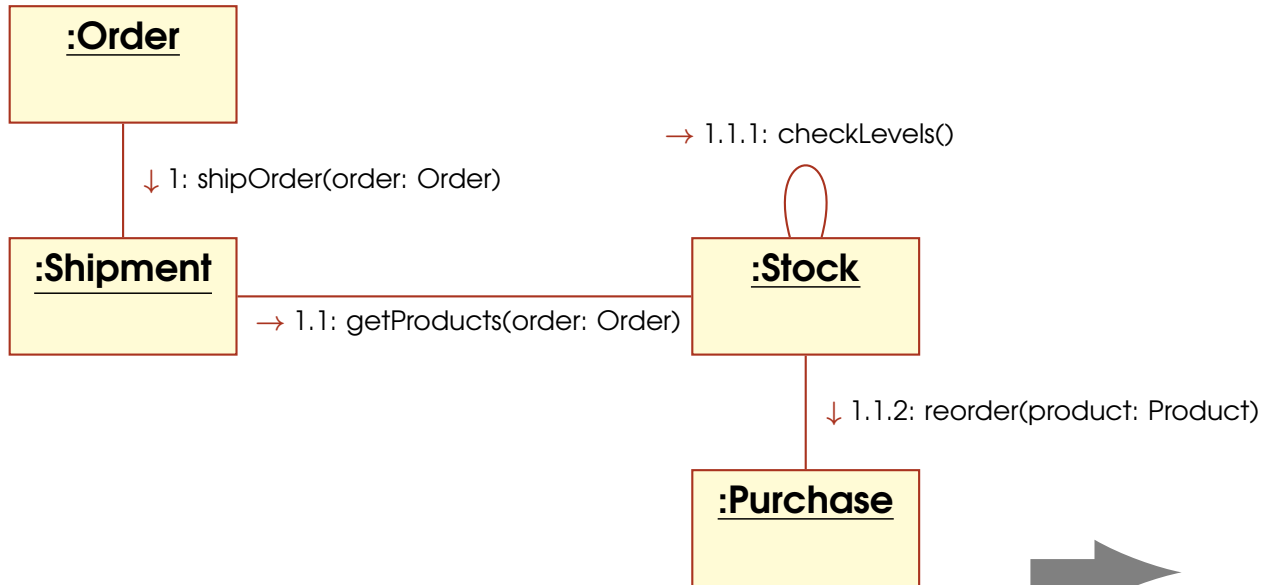 :Order
→ 1.1.1: checkLevels()
↓ 1: shipOrder(order: Order)
:Shipment
:Stock
→ 1.1: getProducts(order: Order)
↓ 1.1.2: reorder(product: Product)
:Purchase